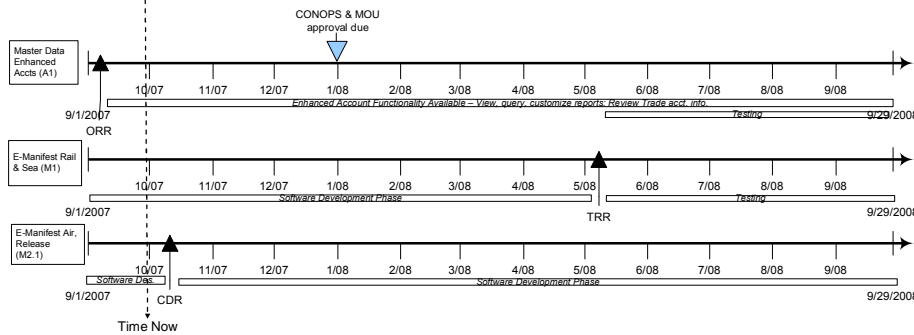 CONOPS & MOU
approval due
Master Data
Enhanced
Accts (A1)
10/07 11/07 12/07 1/08 2/08 3/08 4/08 5/08 6/08 7/08 8/08 9/08
Enhanced Account Functionality Available – View, query, customize reports; Review Trade acct. info.
9/1/2007 Testing 9/29/2008
ORR
E-Manifest Rail
& Sea (M1)
10/07 11/07 12/07 1/08 2/08 3/08 4/08 5/08 6/08 7/08 8/08 9/08
Software Development Phase Testing
9/1/2007 TRR 9/29/2008
E-Manifest Air,
Release
(M2.1)
10/07 11/07 12/07 1/08 2/08 3/08 4/08 5/08 6/08 7/08 8/08 9/08
Software Des. Software Development Phase
9/1/2007 CDR 9/29/2008
Time Now